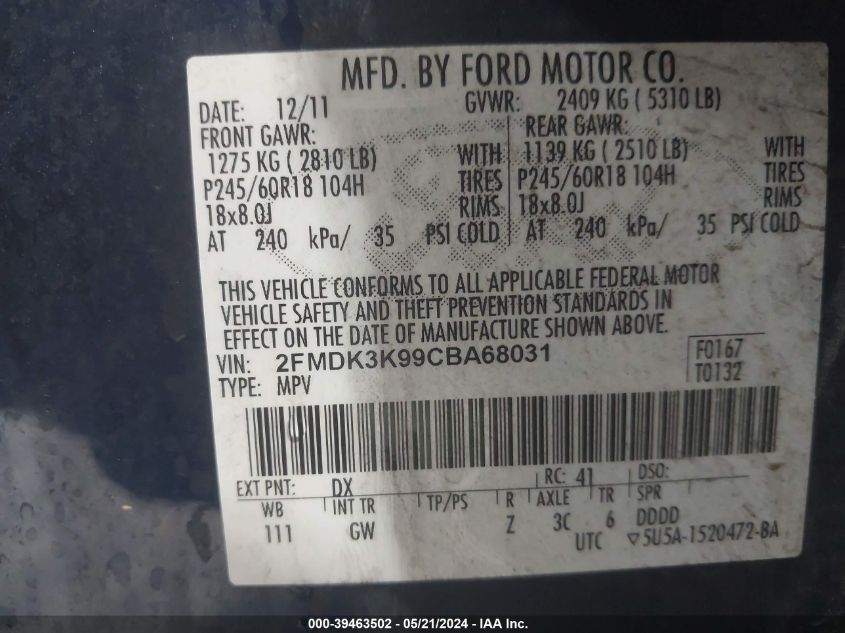 MFD. BY FORD MOTOR CO.
DATE: 12/11 GVWR: 2409 KG ( 5310 LB)
FRONT GAWR: REAR GAWR:
1275 KG ( 2810 LB) WITH 1139 KG ( 2510 LB) WITH
P245/60R18 104H TIRES P245/60R18 104H TIRES
18x8.0J RIMS 18x8.0J RIMS
AT 240 kPa/ 35 PSI COLD AT 240 kPa/ 35 PSI COLD
THIS VEHICLE CONFORMS TO ALL APPLICABLE FEDERAL MOTOR
VEHICLE SAFETY AND THEFT PREVENTION STANDARDS IN
EFFECT ON THE DATE OF MANUFACTURE SHOWN ABOVE.
VIN: 2FMDK3K99CBA68031 F0167
TYPE: MPV T0132
EXT PNT: DX RC: 41 DSO:
WB INT TR TP/PS R AXLE TR SPR
111 GW Z 3C 6 DDDD
UTC ▽5U5A-1520472-BA
000-39463502 - 05/21/2024 - IAA Inc.